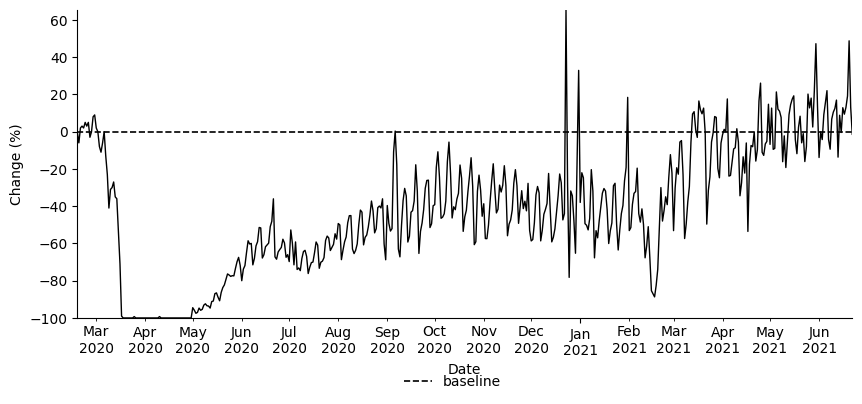 60
40
20
0
−20
−40
−60
−80
−100
Change (%)
Mar Apr May Jun Jul Aug Sep Oct Nov Dec Jan Feb Mar Apr May Jun
2020 2020 2020 2020 2020 2020 2020 2020 2020 2020 2021 2021 2021 2021 2021 2021
Date
baseline